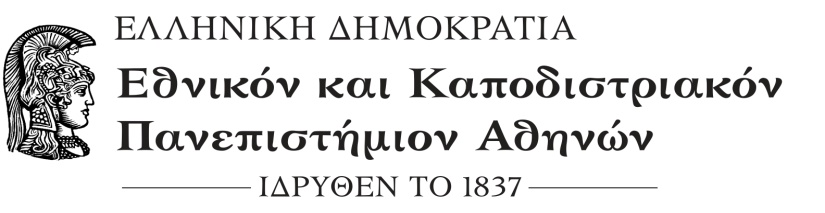 ΕΛΛΗΝΙΚΗ ΔΗΜΟΚΡΑΤΙΑ
Εθνικόν και Καποδιστριακόν
Πανεπιστήμιον Αθηνών
ΙΔΡΥΘΕΝ ΤΟ 1837